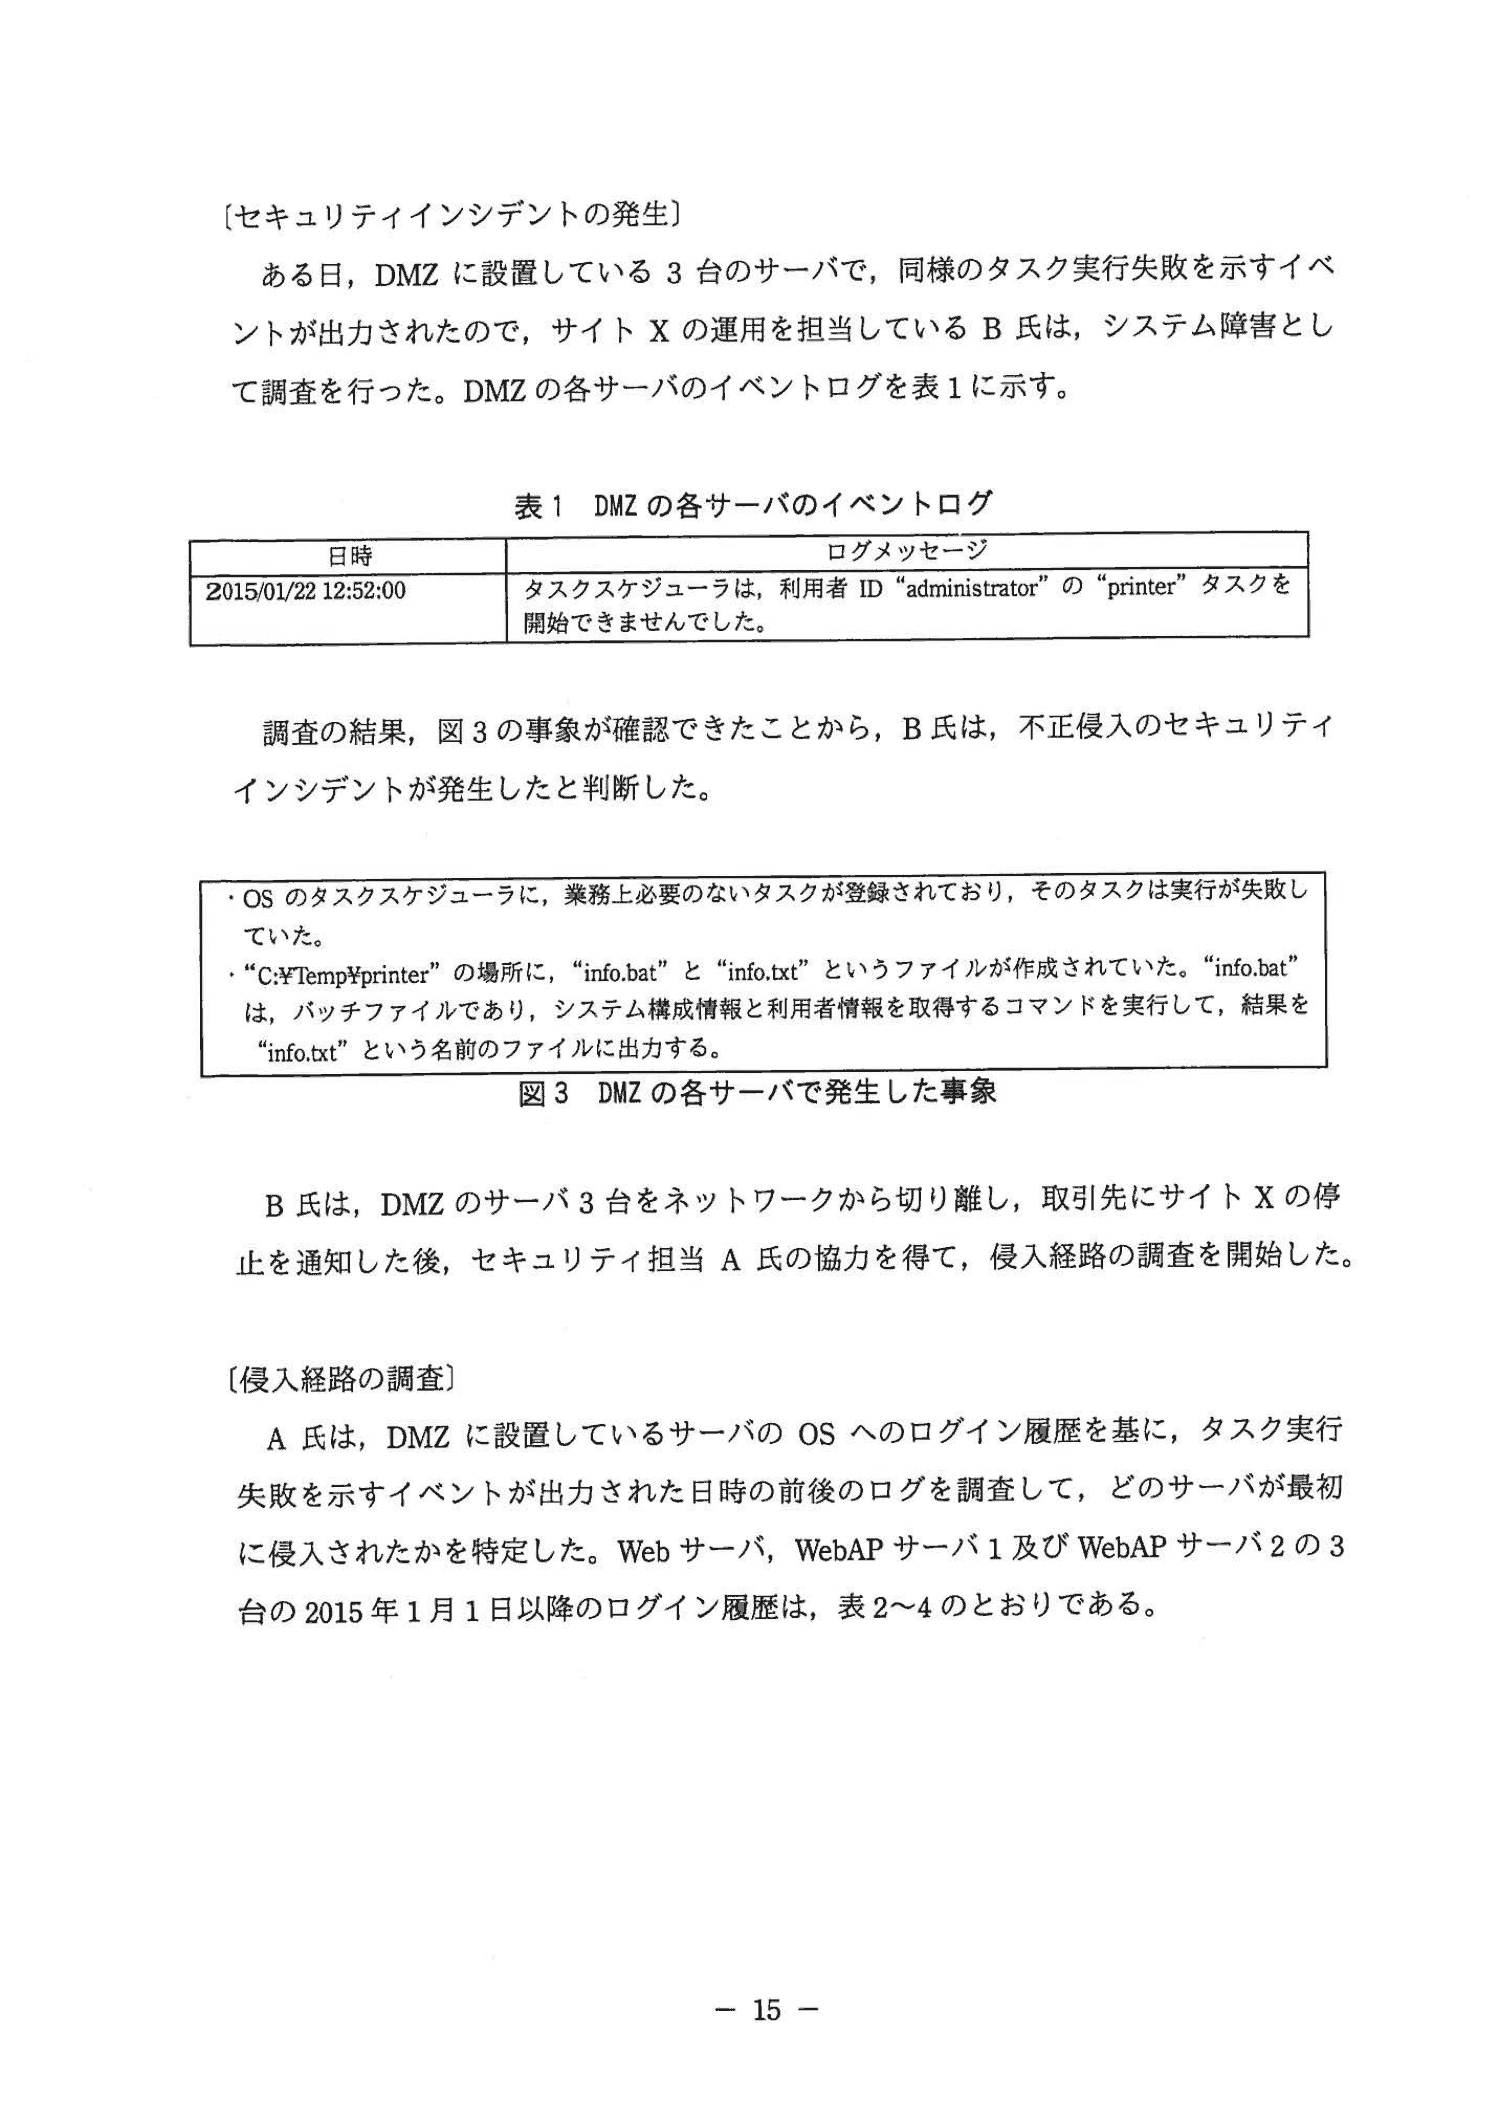 〔セキュリティインシデントの発生〕
ある日，DMZ に設置している 3 台のサーバで，同様のタスク実行失敗を示すイベ
ントが出力されたので，サイト X の運用を担当している B 氏は，システム障害とし
て調査を行った。DMZ の各サーバのイベントログを表 1 に示す。
表 1　DMZ の各サーバのイベントログ
日時　ログメッセージ
2015/01/22 12:52:00　タスクスケジューラは，利用者 ID “administrator” の “printer” タスクを
開始できませんでした。
調査の結果，図 3 の事象が確認できたことから，B 氏は，不正侵入のセキュリティ
インシデントが発生したと判断した。
・OS のタスクスケジューラに，業務上必要のないタスクが登録されており，そのタスクは実行が失敗し
ていた。
・“C:¥Temp¥printer” の場所に，“info.bat” と “info.txt” というファイルが作成されていた。“info.bat”
は，バッチファイルであり，システム構成情報と利用者情報を取得するコマンドを実行して，結果を
“info.txt” という名前のファイルに出力する。
図 3　DMZ の各サーバで発生した事象
B 氏は，DMZ のサーバ 3 台をネットワークから切り離し，取引先にサイト X の停
止を通知した後，セキュリティ担当 A 氏の協力を得て，侵入経路の調査を開始した。
〔侵入経路の調査〕
A 氏は，DMZ に設置しているサーバの OS へのログイン履歴を基に，タスク実行
失敗を示すイベントが出力された日時の前後のログを調査して，どのサーバが最初
に侵入されたかを特定した。Web サーバ，WebAP サーバ 1 及び WebAP サーバ 2 の 3
台の 2015 年 1 月 1 日以降のログイン履歴は，表 2～4 のとおりである。
－ 15 －